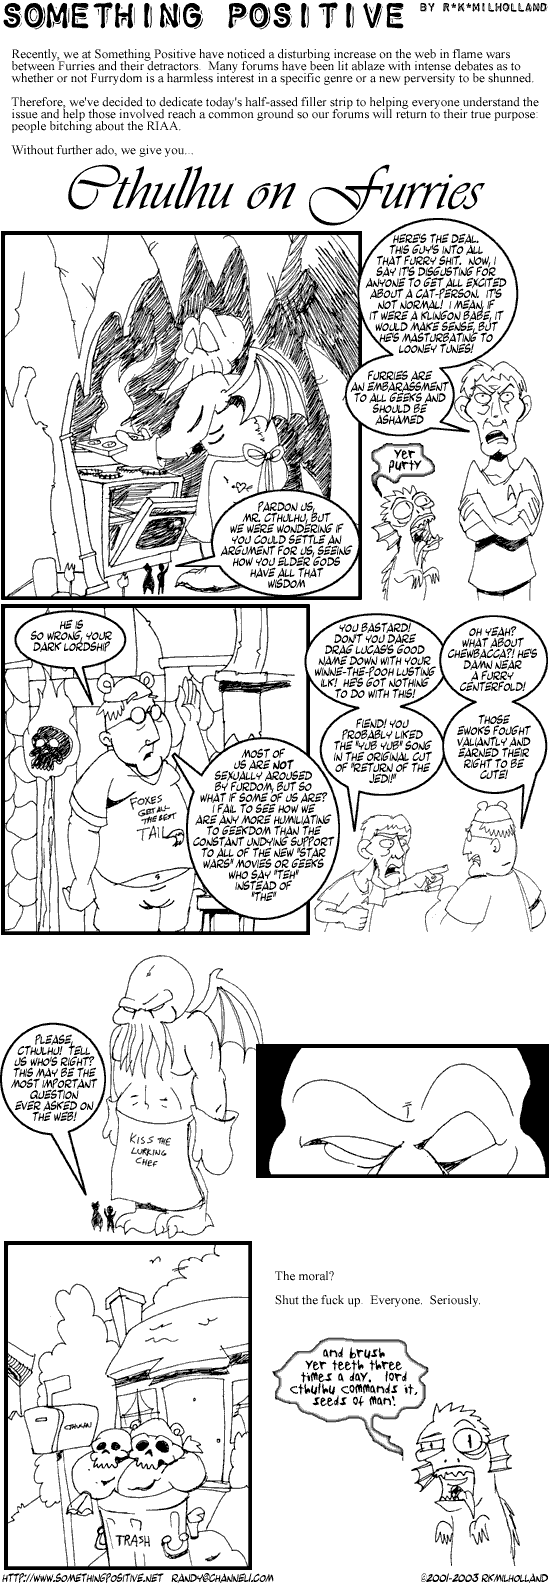 SOMETHING POSITIVE
BY R*K*MILHOLLAND
Recently, we at Something Positive have noticed a disturbing increase on the web in flame wars
between Furries and their detractors. Many forums have been lit ablaze with intense debates as to
whether or not Furrydom is a harmless interest in a specific genre or a new perversity to be shunned.
Therefore, we've decided to dedicate today's half-assed filler strip to helping everyone understand the
issue and help those involved reach a common ground so our forums will return to their true purpose:
people bitching about the RIAA.
Without further ado, we give you...
Cthulhu on Furries
PARDON US,
MR. CTHULHU, BUT
WE WERE WONDERING IF
YOU COULD SETTLE AN
ARGUMENT FOR US, SEEING
HOW YOU ELDER GODS
HAVE ALL THAT
WISDOM
HERE'S THE DEAL.
THIS GUY'S INTO ALL
THAT FURRY SHIT. NOW, I
SAY IT'S DISGUSTING FOR
ANYONE TO GET ALL EXCITED
ABOUT A CAT-PERSON. IT'S
NOT NORMAL! I MEAN, IF
IT WERE A KLINGON BABE, IT
WOULD MAKE SENSE, BUT
HE'S MASTURBATING TO
LOONEY TUNES!
FURRIES ARE
AN EMBARASSMENT
TO ALL GEEKS AND
SHOULD BE
ASHAMED
yer
purty
HE IS
SO WRONG, YOUR
DARK LORDSHIP
FOXES
GET ALL
THE BEST
TAIL
MOST OF
US ARE NOT
SEXUALLY AROUSED
BY FURDOM, BUT SO
WHAT IF SOME OF US ARE?
I FAIL TO SEE HOW WE
ARE ANY MORE HUMILIATING
TO GEEKDOM THAN THE
CONSTANT UNDYING SUPPORT
TO ALL OF THE NEW "STAR
WARS" MOVIES OR GEEKS
WHO SAY "TEH"
INSTEAD OF
"THE"
YOU BASTARD!
DON'T YOU DARE
DRAG LUCAS'S GOOD
NAME DOWN WITH YOUR
WINNE-THE-POOH LUSTING
ILK! HE'S GOT NOTHING
TO DO WITH THIS!
OH YEAH?
WHAT ABOUT
CHEWBACCA?! HE'S
DAMN NEAR
A FURRY
CENTERFOLD!
FIEND! YOU
PROBABLY LIKED
THE "YUB YUB" SONG
IN THE ORIGINAL CUT
OF "RETURN OF THE
JEDI!"
THOSE
EWOKS FOUGHT
VALIANTLY AND
EARNED THEIR
RIGHT TO BE
CUTE!
PLEASE,
CTHULHU! TELL
US WHO'S RIGHT?
THIS MAY BE THE
MOST IMPORTANT
QUESTION
EVER ASKED ON
THE WEB!
KISS THE
LURKING
CHEF
TRASH
The moral?
Shut the fuck up. Everyone. Seriously.
and brush
yer teeth three
times a day. lord
cthulhu commands it,
seeds of man!
HTTP://WWW.SOMETHINGPOSITIVE.NET RANDY@CHANNEL1.COM
©2001-2003 RKMILHOLLAND